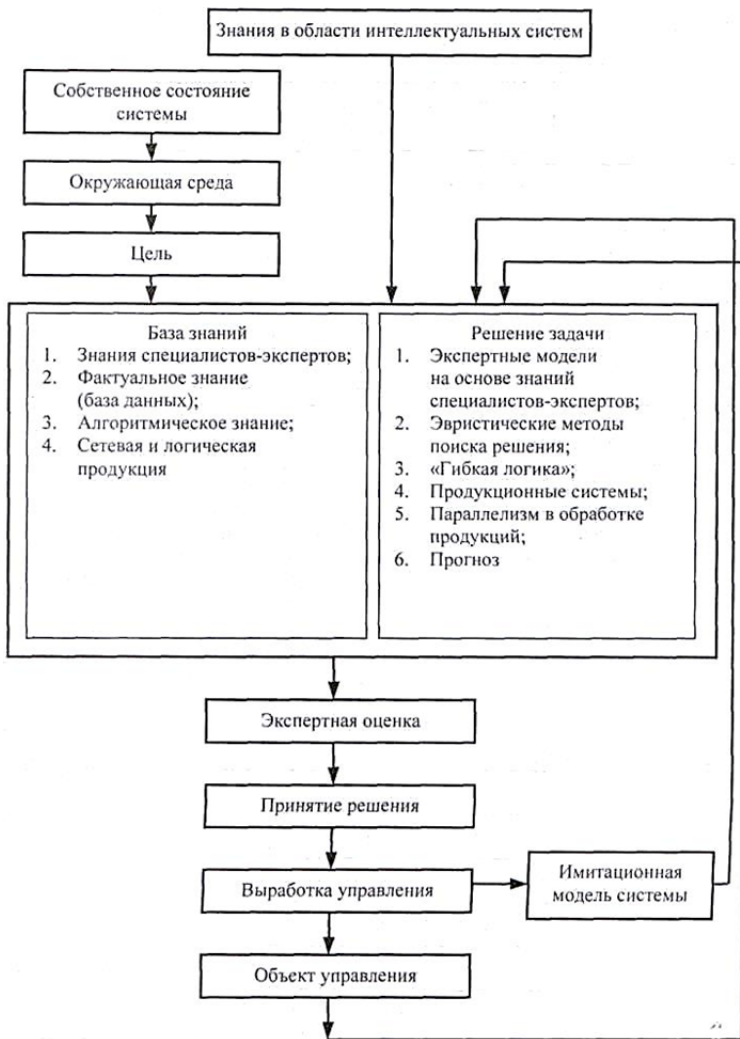 Знания в области интеллектуальных систем
Собственное состояние
системы
Окружающая среда
Цель
База знаний
1. Знания специалистов-экспертов;
2. Фактуальное знание
(база данных);
3. Алгоритмическое знание;
4. Сетевая и логическая
продукция
Решение задачи
1. Экспертные модели
на основе знаний
специалистов-экспертов;
2. Эвристические методы
поиска решения;
3. «Гибкая логика»;
4. Продукционные системы;
5. Параллелизм в обработке
продукций;
6. Прогноз
Экспертная оценка
Принятие решения
Выработка управления
Имитационная
модель системы
Объект управления